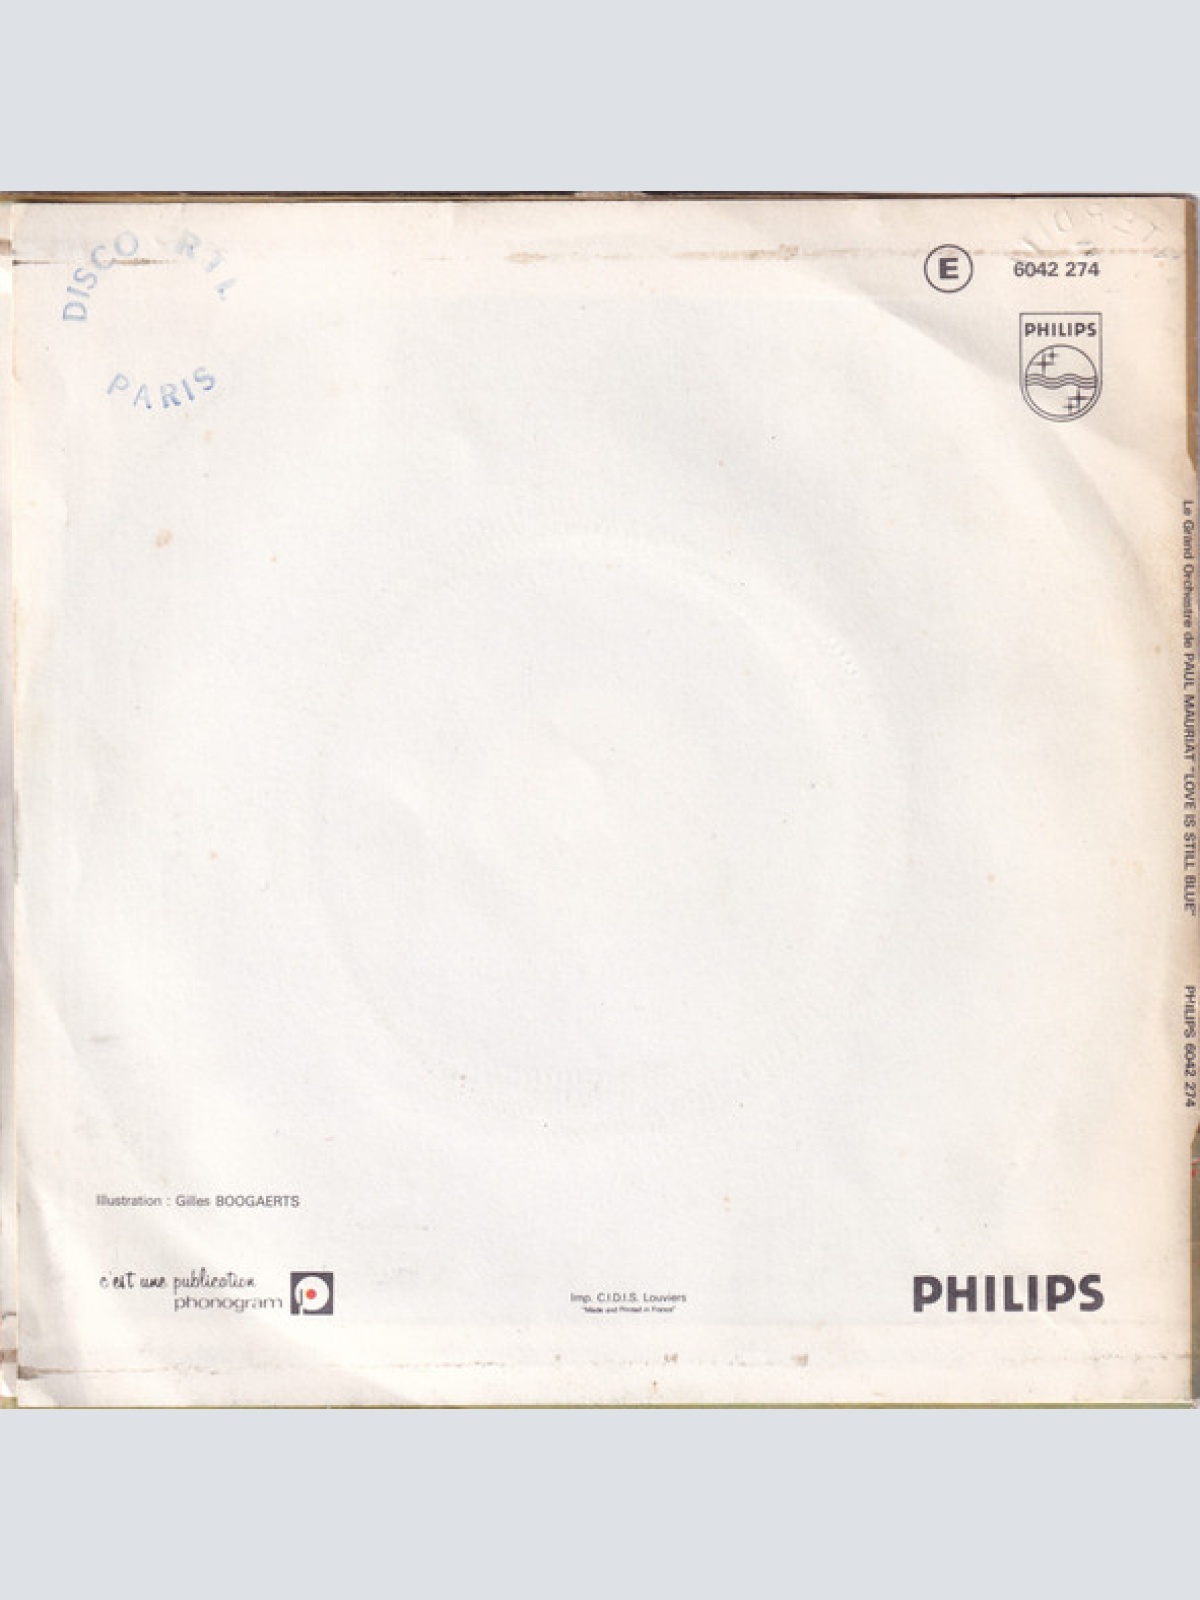 DISCO RTL
PARIS
E
6042 274
PHILIPS
Le Grand Orchestre de PAUL MAURIAT "LOVE IS STILL BLUE"
PHILIPS 6042 274
Illustration : Gilles BOOGAERTS
c'est une publication
phonogram
Imp. C.I.D.I.S. Louviers
"Made and Printed in France"
PHILIPS